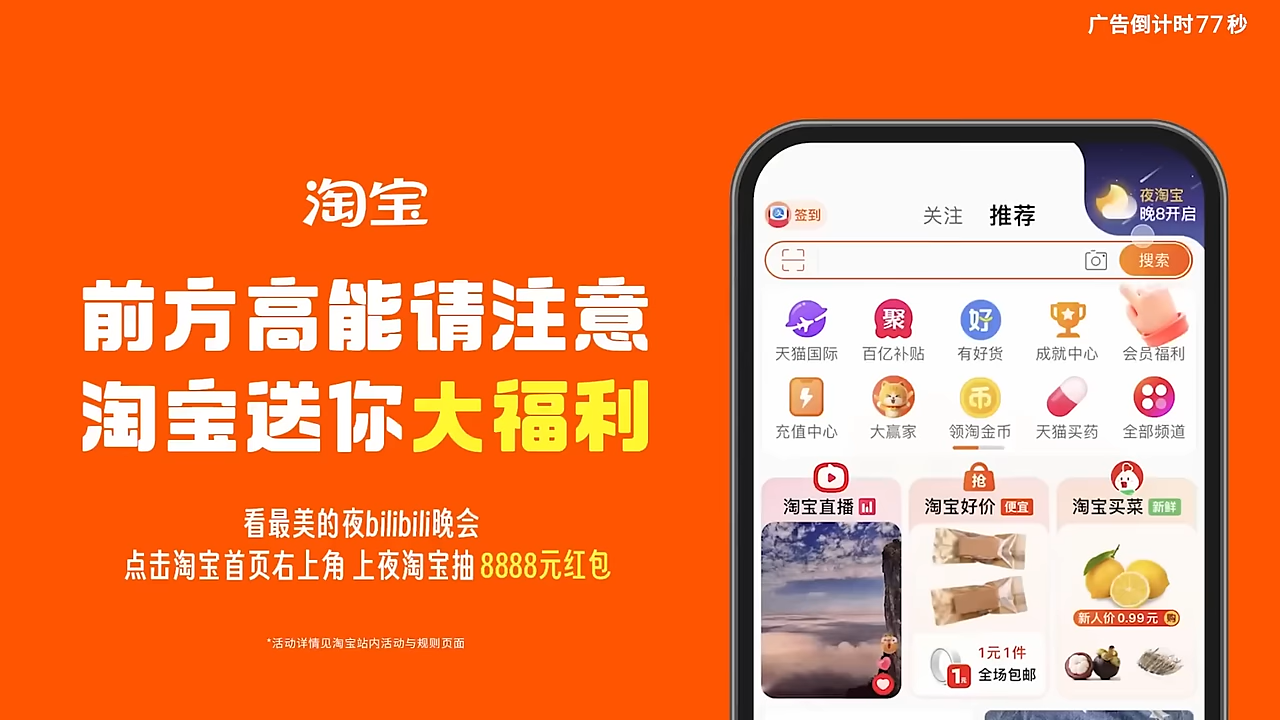 广告倒计时77秒
淘宝
前方高能请注意
淘宝送你大福利
看最美的夜bilibili晚会
点击淘宝首页右上角 上夜淘宝抽8888元红包
*活动详情见淘宝站内活动与规则页面
夜淘宝
晚8开启
签到
关注 推荐
搜索
天猫国际 百亿补贴 有好货 成就中心 会员福利
聚 好
充值中心 大赢家 领淘金币 天猫买药 全部频道
币
抢
淘宝直播 淘宝好价 便宜 淘宝买菜 新鲜
新人价0.99元 购
1元1件
全场包邮
1元